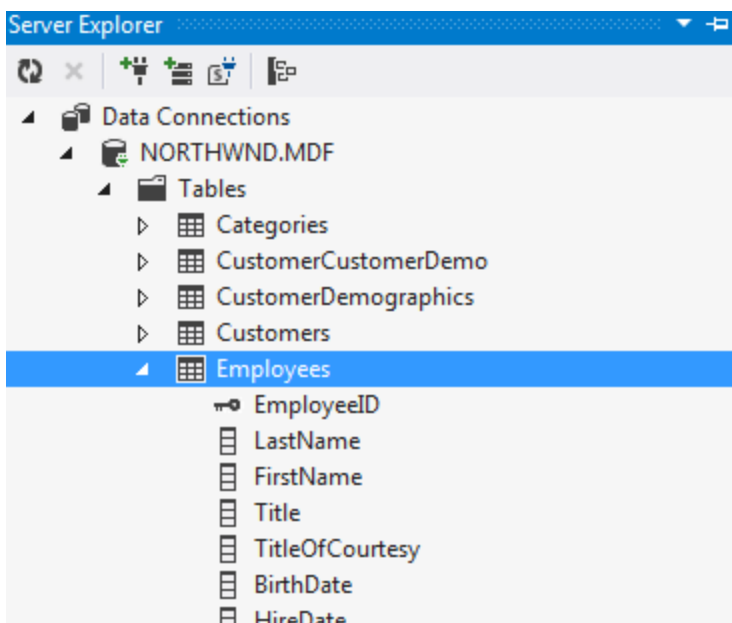 Server Explorer
Data Connections
NORTHWND.MDF
Tables
Categories
CustomerCustomerDemo
CustomerDemographics
Customers
Employees
EmployeeID
LastName
FirstName
Title
TitleOfCourtesy
BirthDate
HireDate